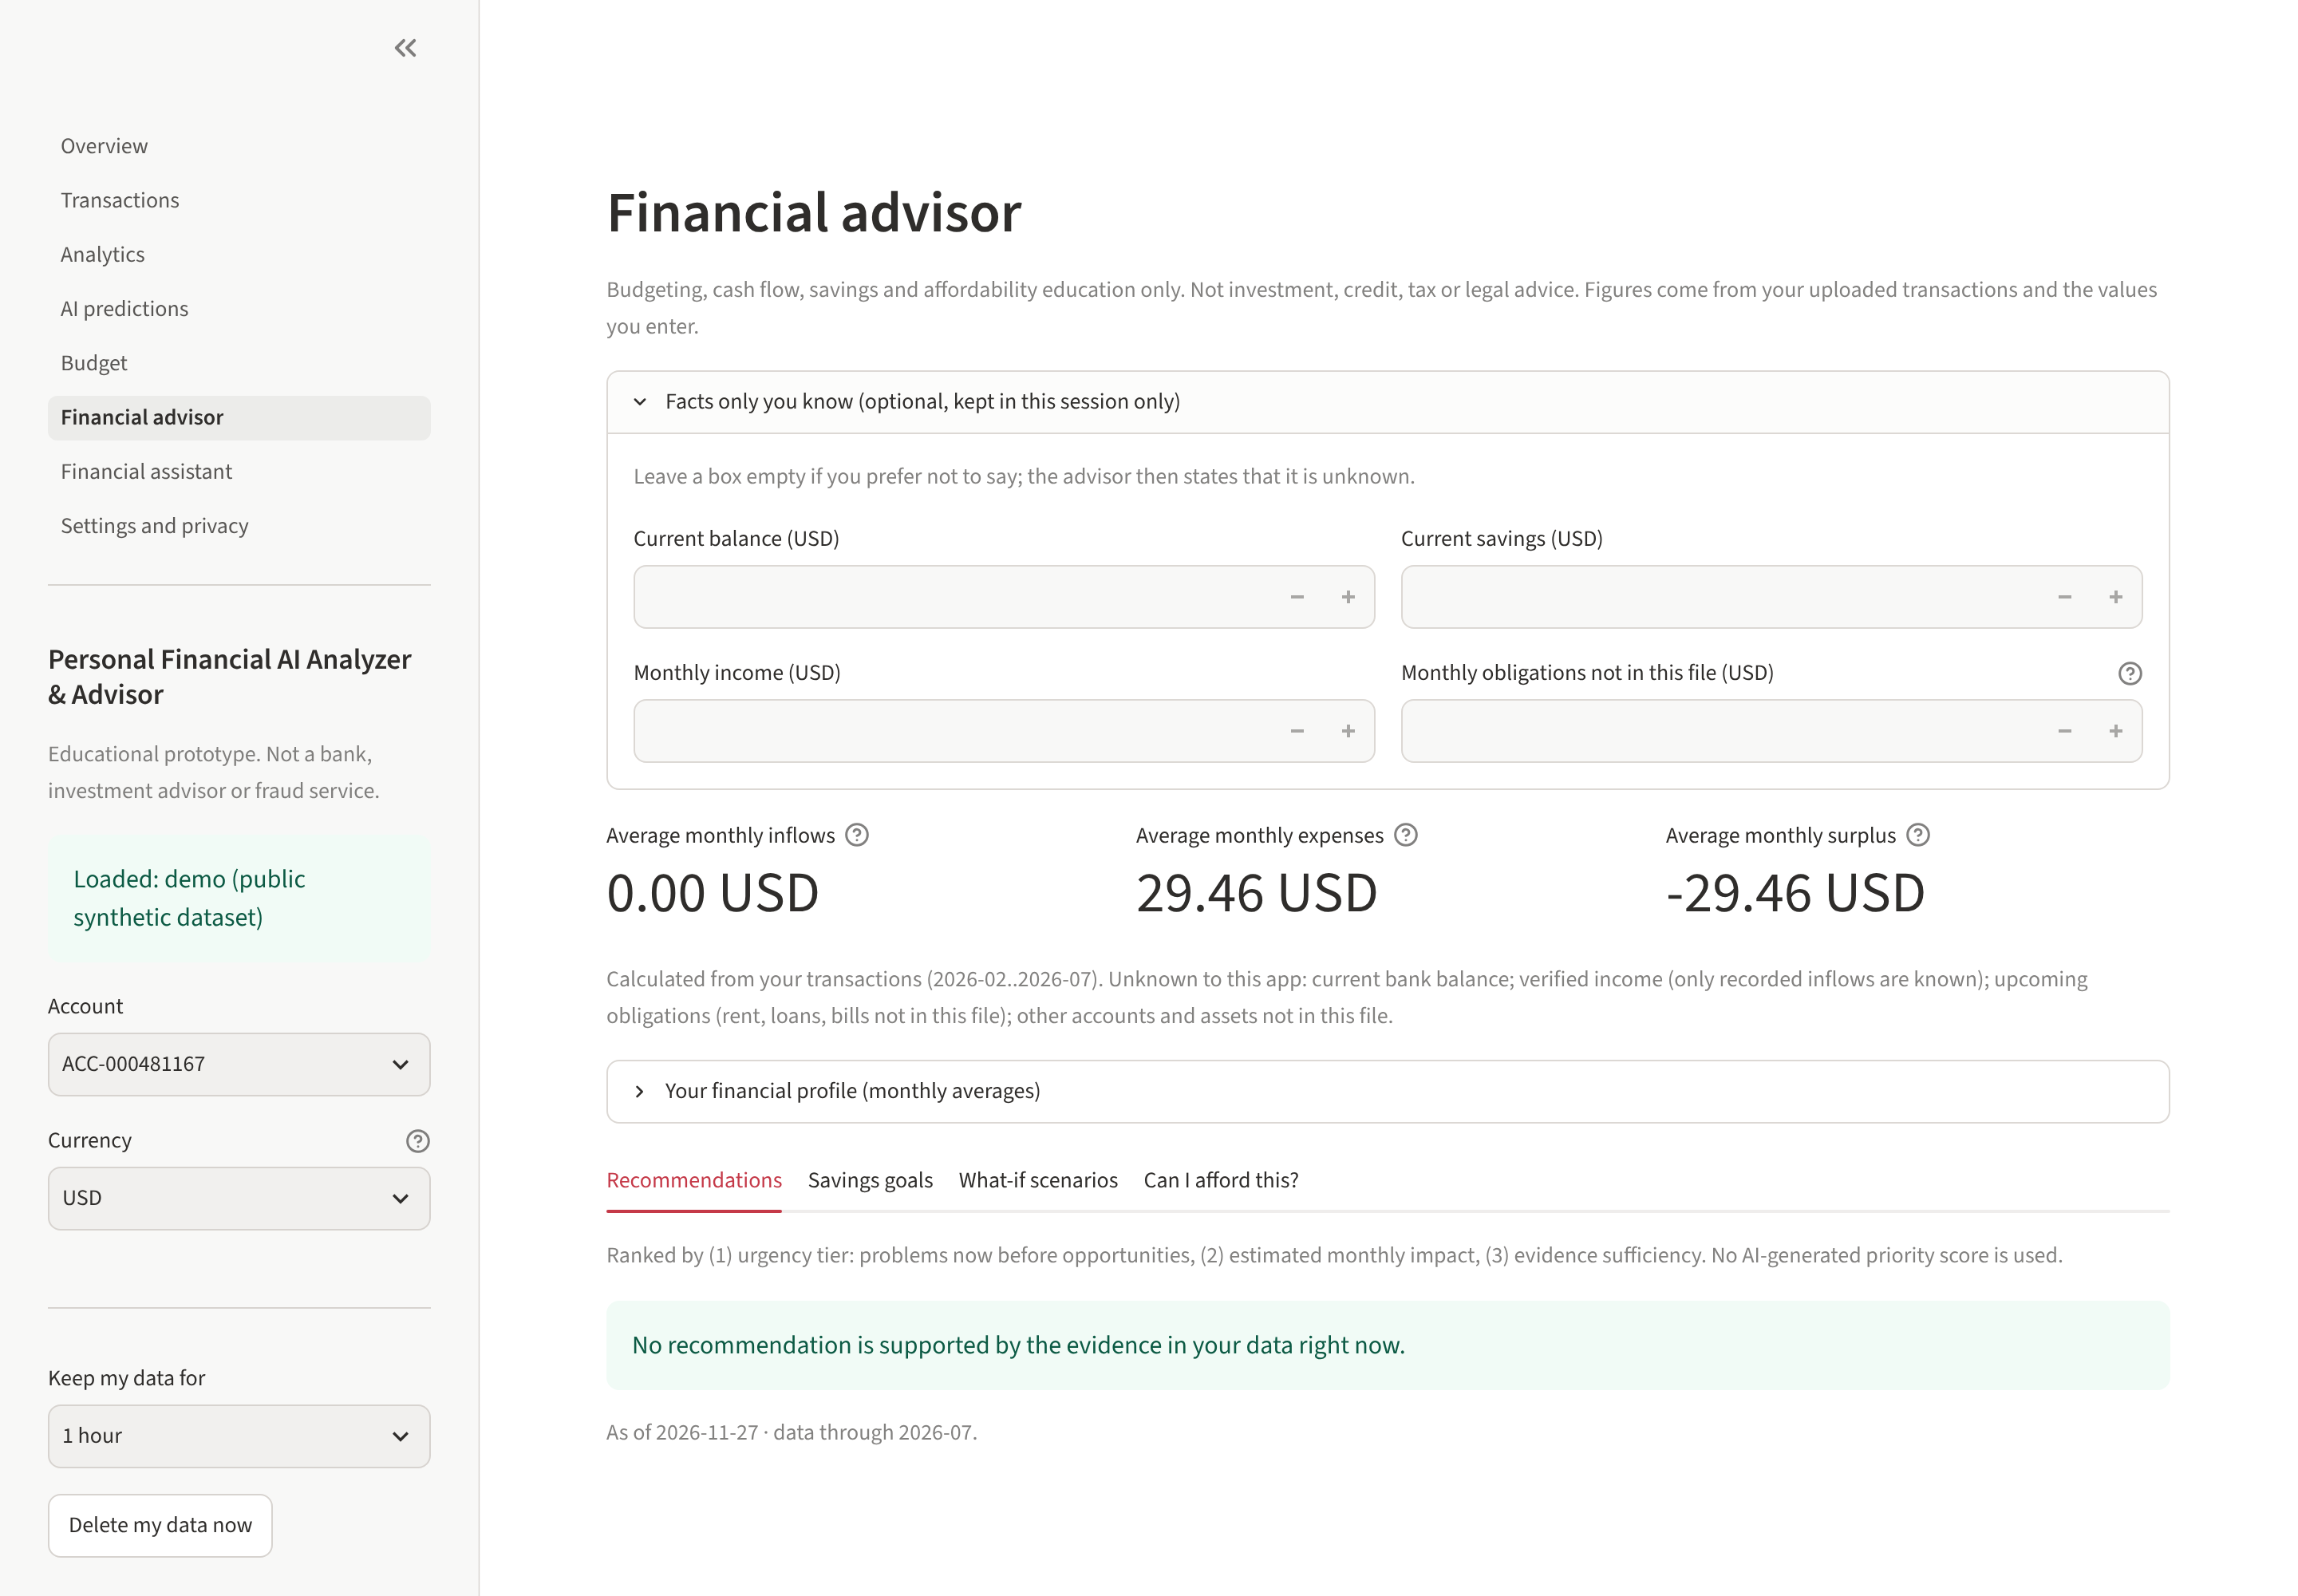 Overview
Transactions
Analytics
AI predictions
Budget
Financial advisor
Financial assistant
Settings and privacy
Personal Financial AI Analyzer
& Advisor
Educational prototype. Not a bank,
investment advisor or fraud service.
Loaded: demo (public
synthetic dataset)
Account
ACC-000481167
Currency
USD
Keep my data for
1 hour
Delete my data now
Financial advisor
Budgeting, cash flow, savings and affordability education only. Not investment, credit, tax or legal advice. Figures come from your uploaded transactions and the values
you enter.
Facts only you know (optional, kept in this session only)
Leave a box empty if you prefer not to say; the advisor then states that it is unknown.
Current balance (USD)
Current savings (USD)
Monthly income (USD)
Monthly obligations not in this file (USD)
Average monthly inflows
0.00 USD
Average monthly expenses
29.46 USD
Average monthly surplus
-29.46 USD
Calculated from your transactions (2026-02..2026-07). Unknown to this app: current bank balance; verified income (only recorded inflows are known); upcoming
obligations (rent, loans, bills not in this file); other accounts and assets not in this file.
Your financial profile (monthly averages)
Recommendations Savings goals What-if scenarios Can I afford this?
Ranked by (1) urgency tier: problems now before opportunities, (2) estimated monthly impact, (3) evidence sufficiency. No AI-generated priority score is used.
No recommendation is supported by the evidence in your data right now.
As of 2026-11-27 · data through 2026-07.